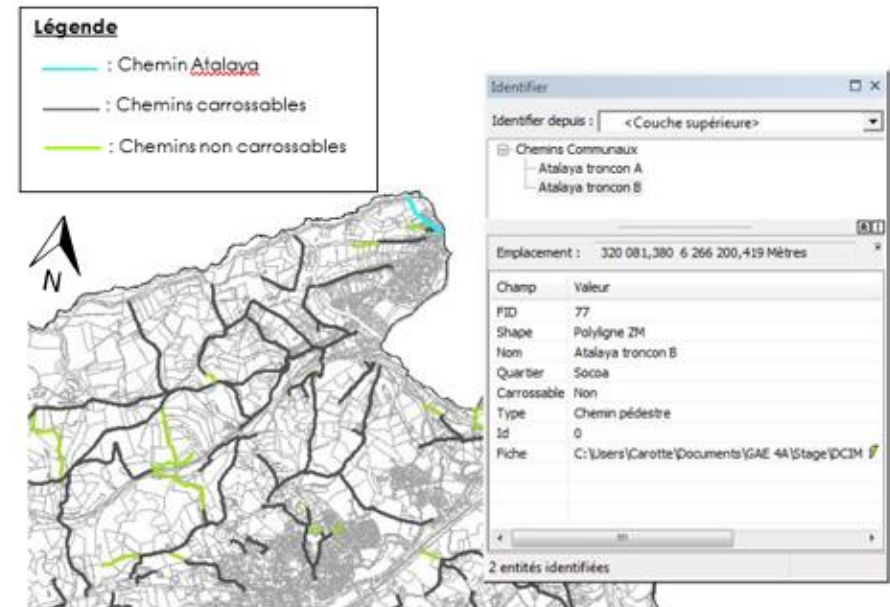 Légende
: Chemin Atalaya
: Chemins carrossables
: Chemins non carrossables
N
Identifier
Identifier depuis : <Couche supérieure>
Chemins Communaux
Atalaya troncon A
Atalaya troncon B
Emplacement : 320 081,380 6 266 200,419 Mètres
Champ Valeur
FID 77
Shape Polyligne ZM
Nom Atalaya troncon B
Quartier Socoa
Carrossable Non
Type Chemin pédestre
Id 0
Fiche C:\Users\Carotte\Documents\GAE 4A\Stage\DCIM
2 entités identifiées